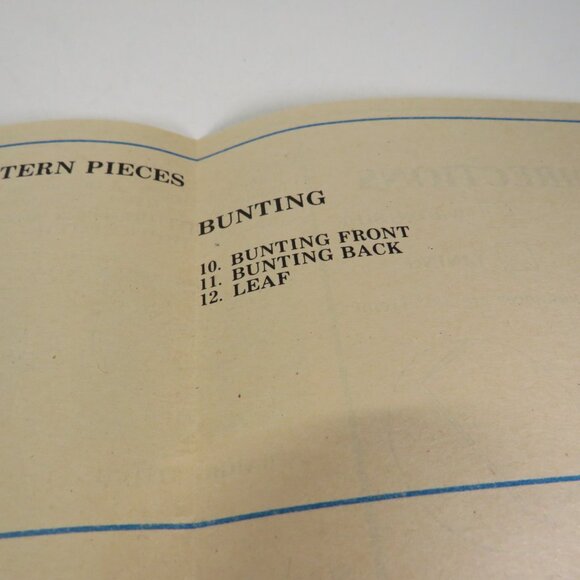 TERN PIECES
BUNTING
10. BUNTING FRONT
11. BUNTING BACK
12. LEAF